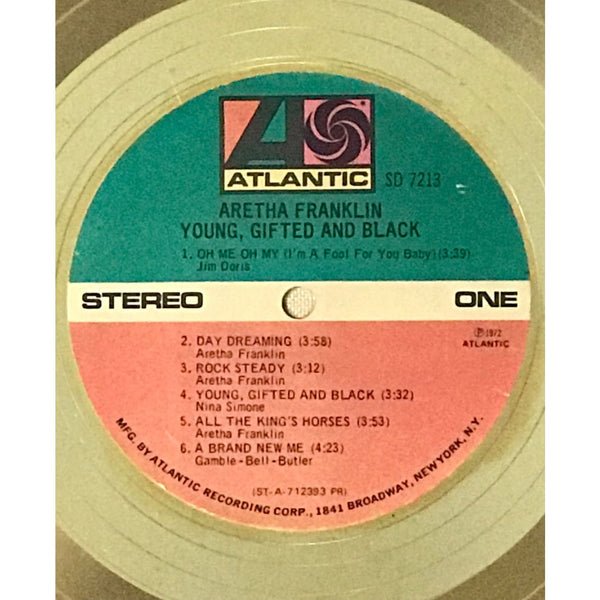 ATLANTIC
SD 7213
ARETHA FRANKLIN
YOUNG, GIFTED AND BLACK
1. OH ME OH MY (I'm A Fool For You Baby) (3:39)
Jim Doris
STEREO
ONE
2. DAY DREAMING (3:58)
Aretha Franklin
℗1972
ATLANTIC
3. ROCK STEADY (3:12)
Aretha Franklin
4. YOUNG, GIFTED AND BLACK (3:32)
Nina Simone
5. ALL THE KING'S HORSES (3:53)
Aretha Franklin
6. A BRAND NEW ME (4:23)
Gamble-Bell-Butler
(ST-A-712393 PR)
MFG. BY ATLANTIC RECORDING CORP., 1841 BROADWAY, NEW YORK, N.Y.